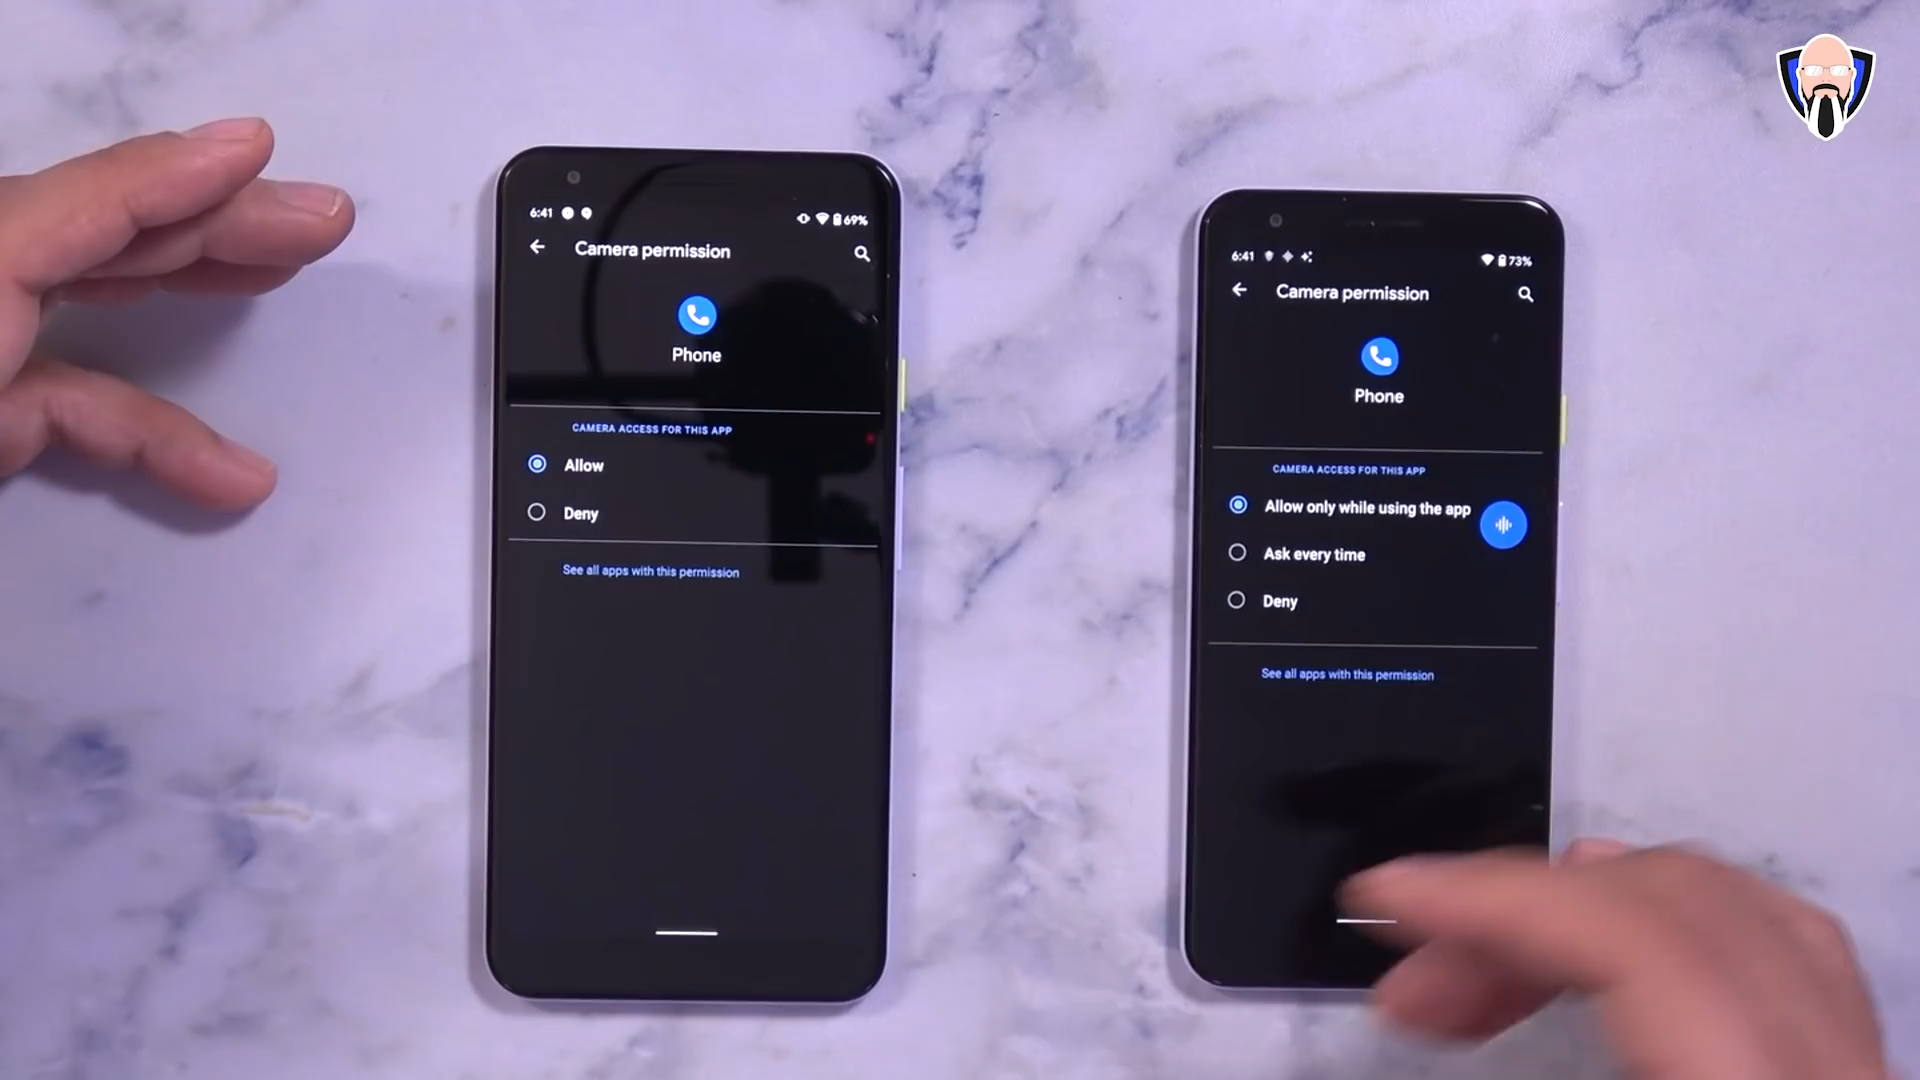 6:41
69%
Camera permission
Phone
CAMERA ACCESS FOR THIS APP
Allow
Deny
See all apps with this permission
6:41
73%
Camera permission
Phone
CAMERA ACCESS FOR THIS APP
Allow only while using the app
Ask every time
Deny
See all apps with this permission